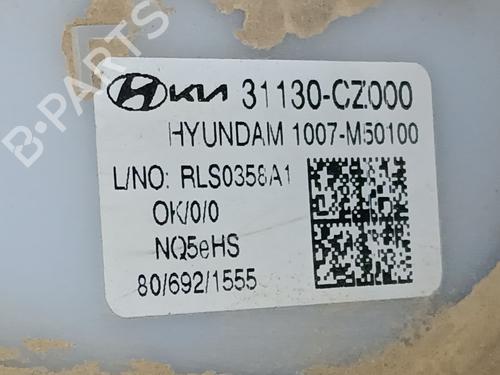 KIA 31130-CZ000
HYUNDAM 1007-M50100
L/NO: RLS0358A1
OK/0/0
NQ5eHS
80/692/1555
B-PARTS